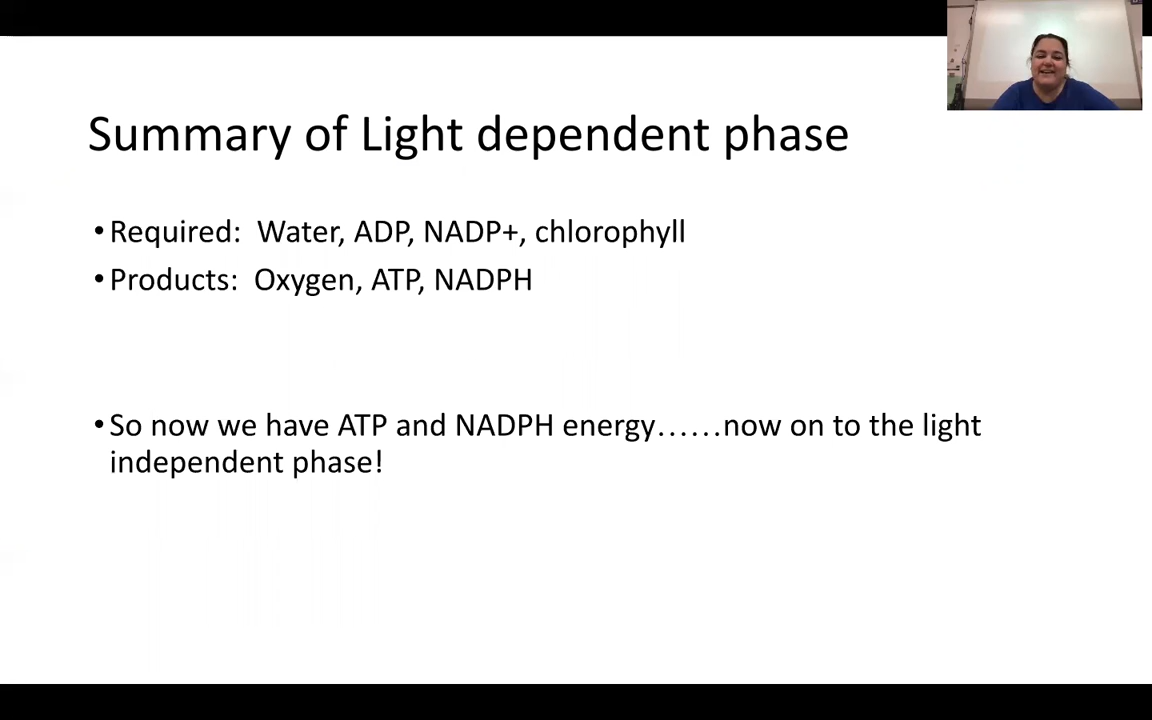 Summary of Light dependent phase
•Required:  Water, ADP, NADP+, chlorophyll
•Products:  Oxygen, ATP, NADPH
•So now we have ATP and NADPH energy……now on to the light
independent phase!